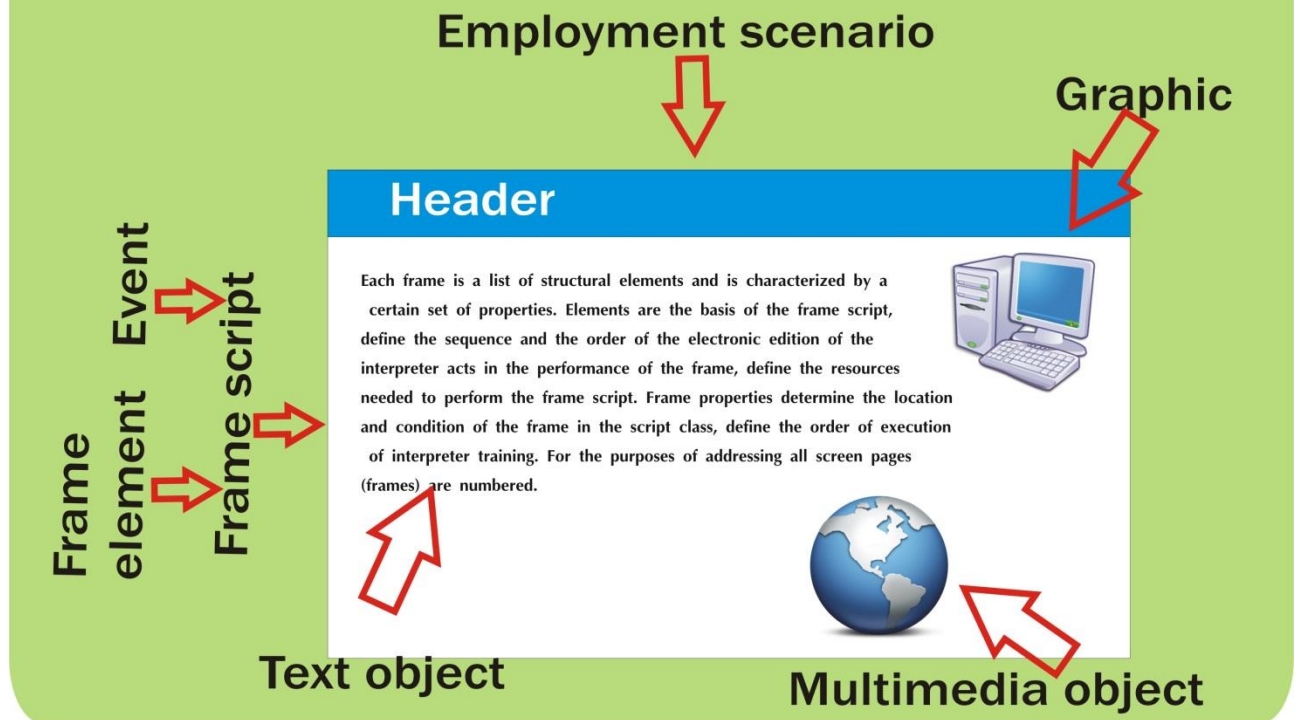 Employment scenario
Graphic
Header
Event
Frame script
Frame
element
Each frame is a list of structural elements and is characterized by a
certain set of properties. Elements are the basis of the frame script,
define the sequence and the order of the electronic edition of the
interpreter acts in the performance of the frame, define the resources
needed to perform the frame script. Frame properties determine the location
and condition of the frame in the script class, define the order of execution
of interpreter training. For the purposes of addressing all screen pages
(frames) are numbered.
Text object
Multimedia object